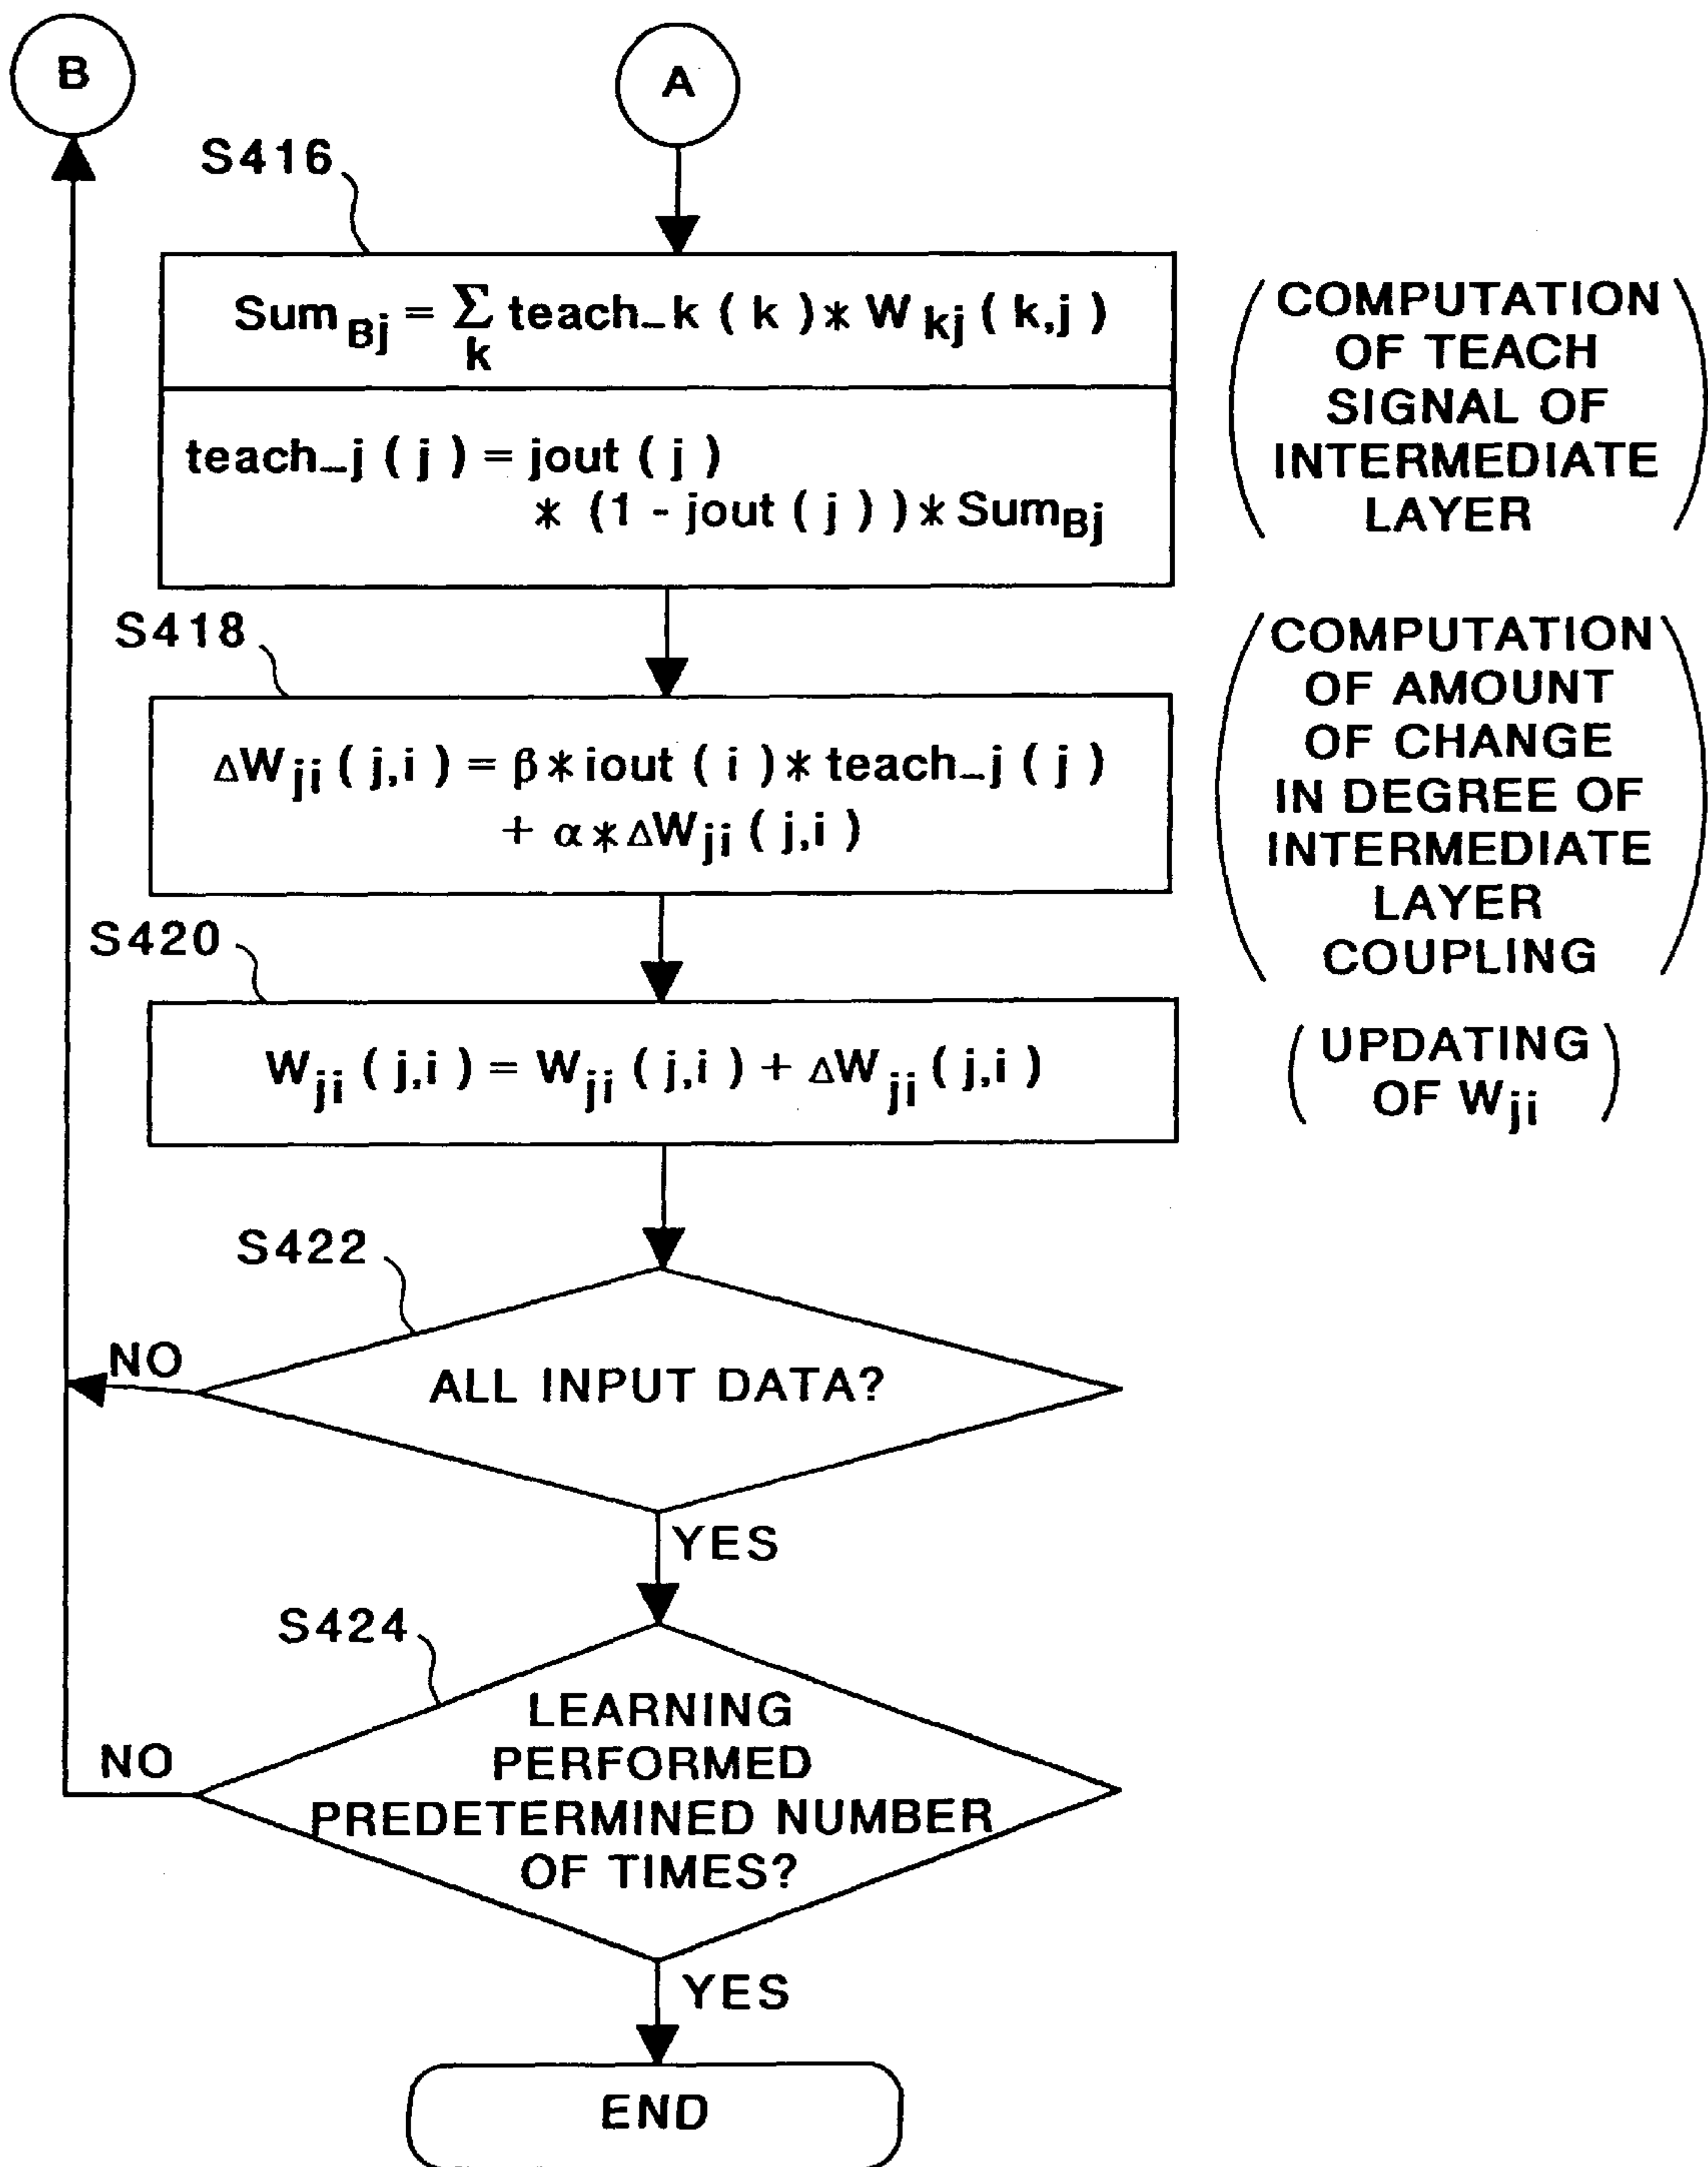 B
A
S416
Sum_Bj = Σ_k teach_k ( k ) * W_kj ( k,j )
teach_j ( j ) = jout ( j )
* (1 - jout ( j ) ) * Sum_Bj
( COMPUTATION
OF TEACH
SIGNAL OF
INTERMEDIATE
LAYER )
S418
ΔW_ji ( j,i ) = β * iout ( i ) * teach_j ( j )
+ α * ΔW_ji ( j,i )
( COMPUTATION
OF AMOUNT
OF CHANGE
IN DEGREE OF
INTERMEDIATE
LAYER
COUPLING )
S420
W_ji ( j,i ) = W_ji ( j,i ) + ΔW_ji ( j,i )
( UPDATING
OF W_ji )
S422
NO
ALL INPUT DATA?
YES
S424
NO
LEARNING
PERFORMED
PREDETERMINED NUMBER
OF TIMES?
YES
END